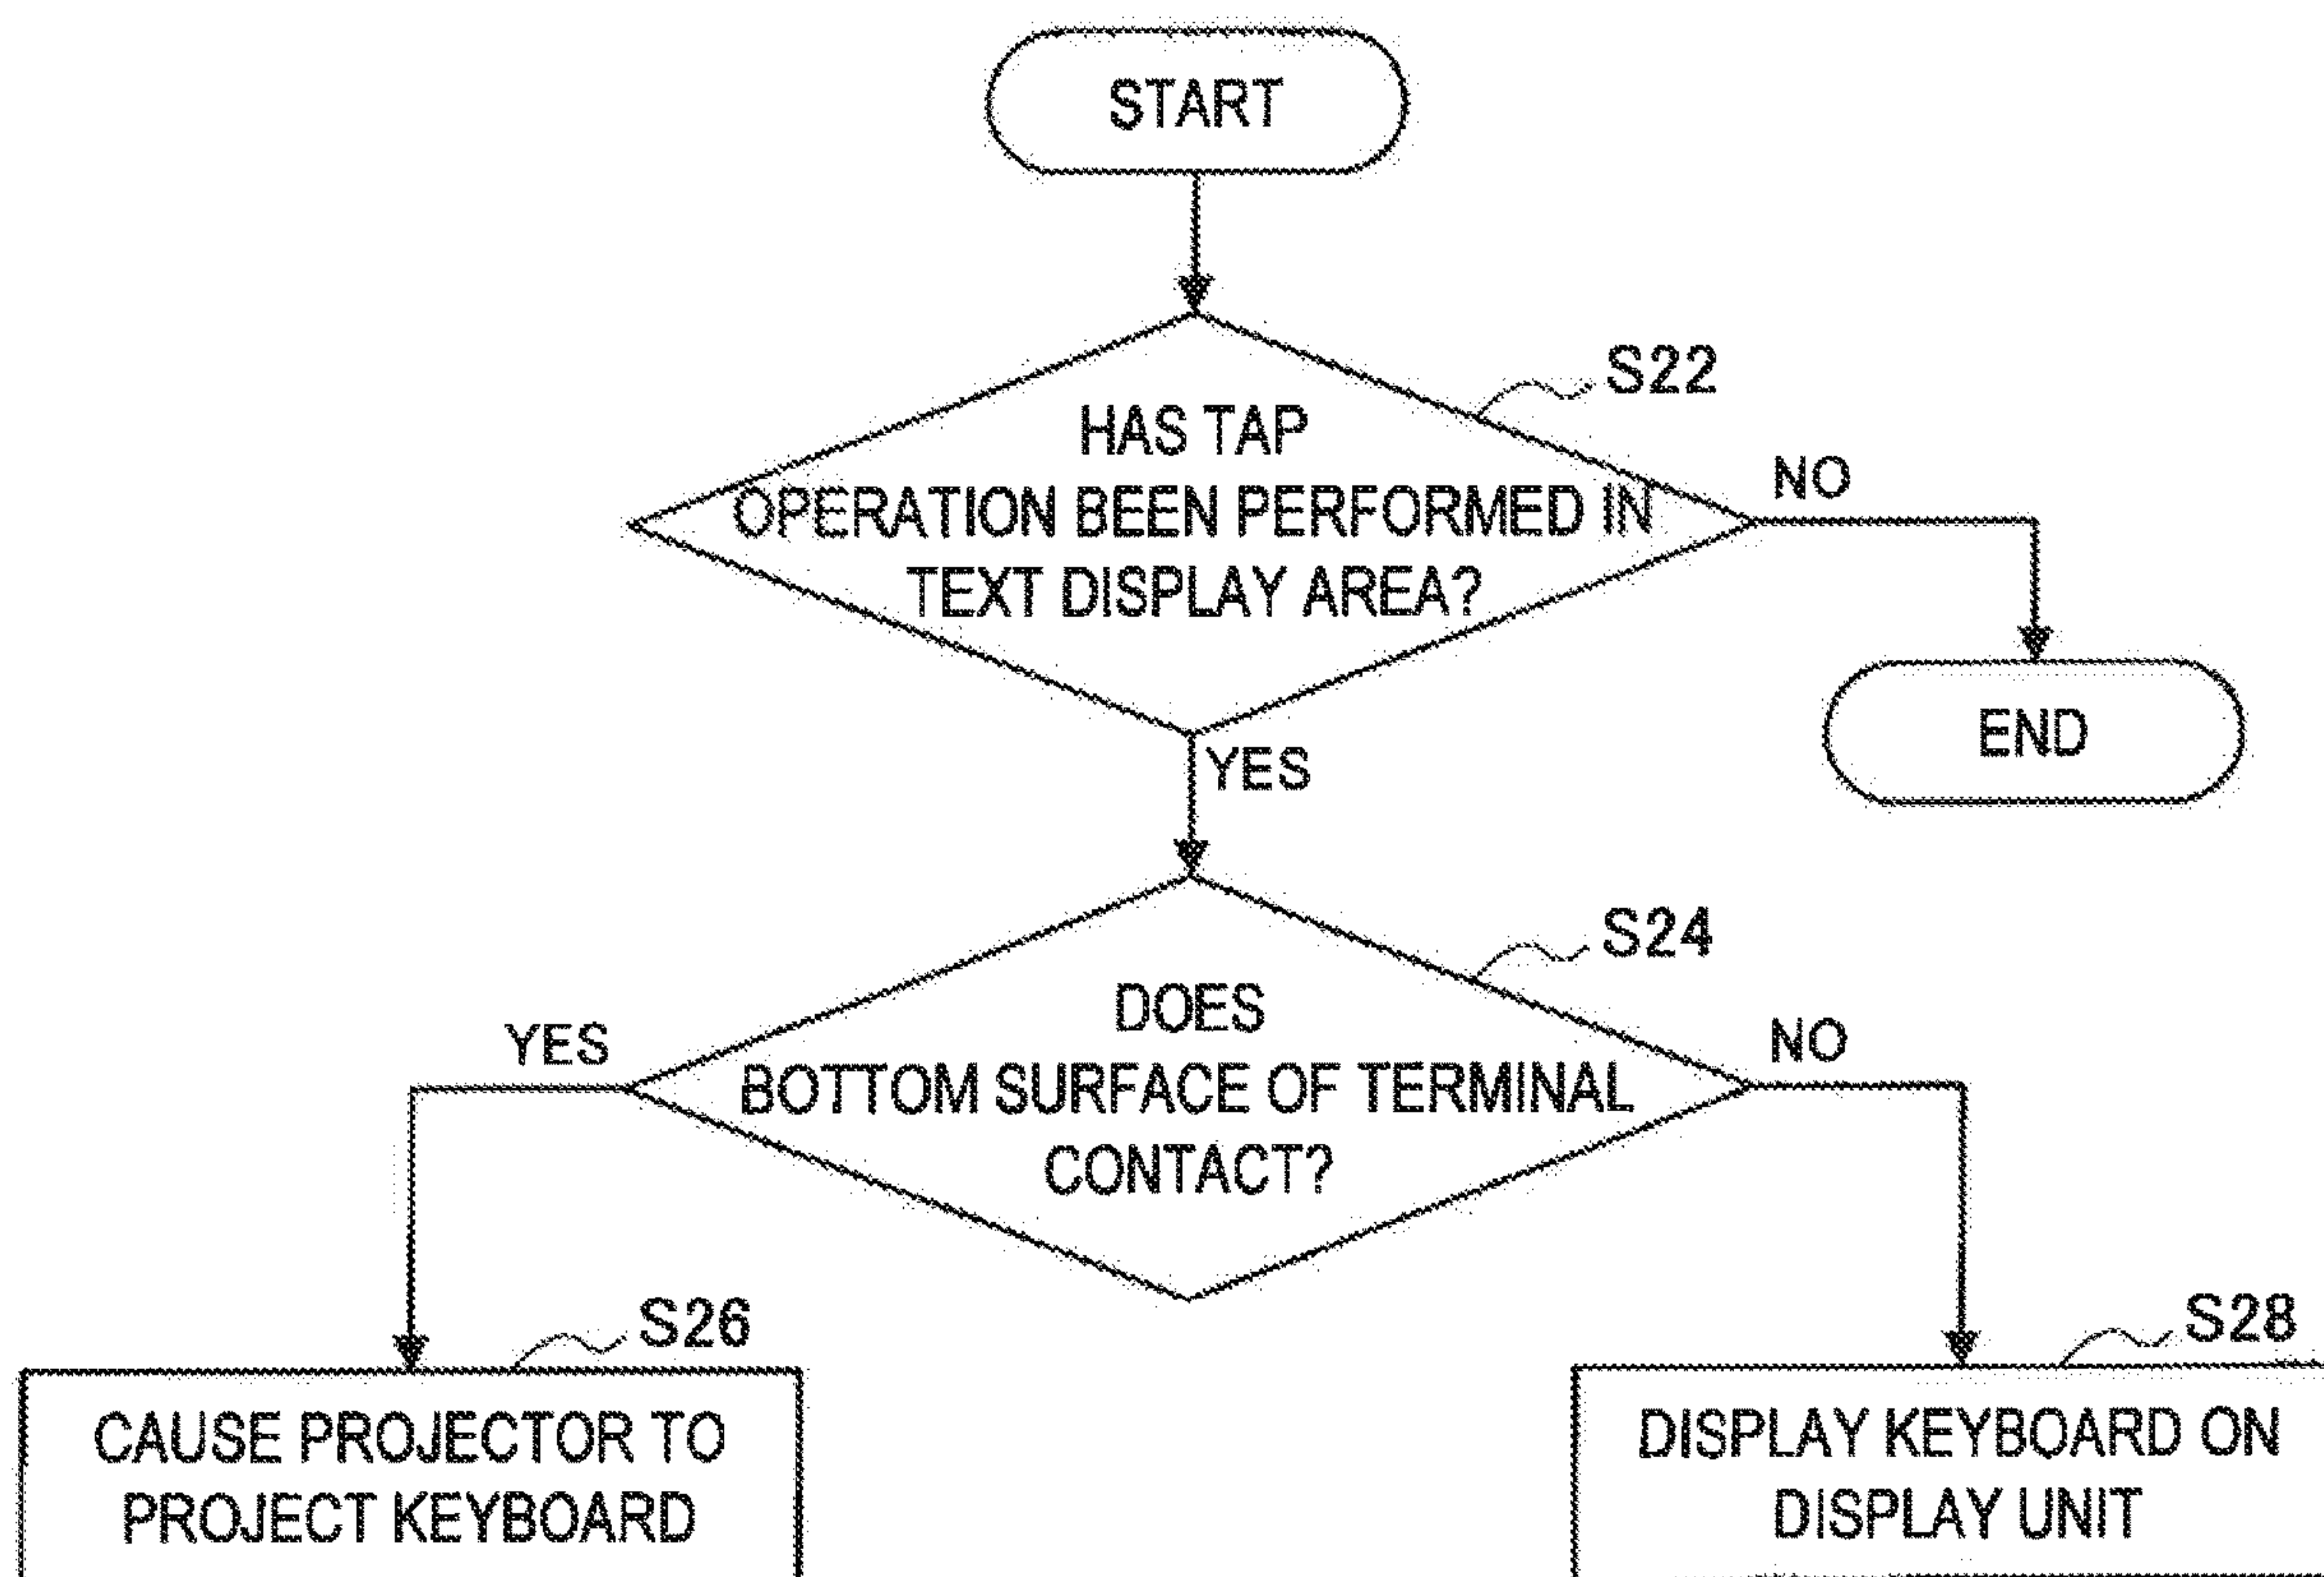 START
S22
HAS TAP
OPERATION BEEN PERFORMED IN
TEXT DISPLAY AREA?
NO
END
YES
S24
DOES
BOTTOM SURFACE OF TERMINAL
CONTACT?
YES
NO
S26
CAUSE PROJECTOR TO
PROJECT KEYBOARD
S28
DISPLAY KEYBOARD ON
DISPLAY UNIT